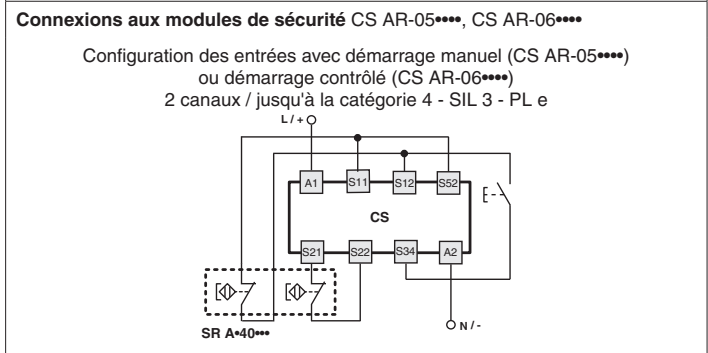 Connexions aux modules de sécurité CS AR-05••••, CS AR-06••••
Configuration des entrées avec démarrage manuel (CS AR-05••••)
ou démarrage contrôlé (CS AR-06••••)
2 canaux / jusqu'à la catégorie 4 - SIL 3 - PL e
L / +
A1 S11 S12 S52
CS
S21 S22 S34 A2
SR A•40•••
N / -